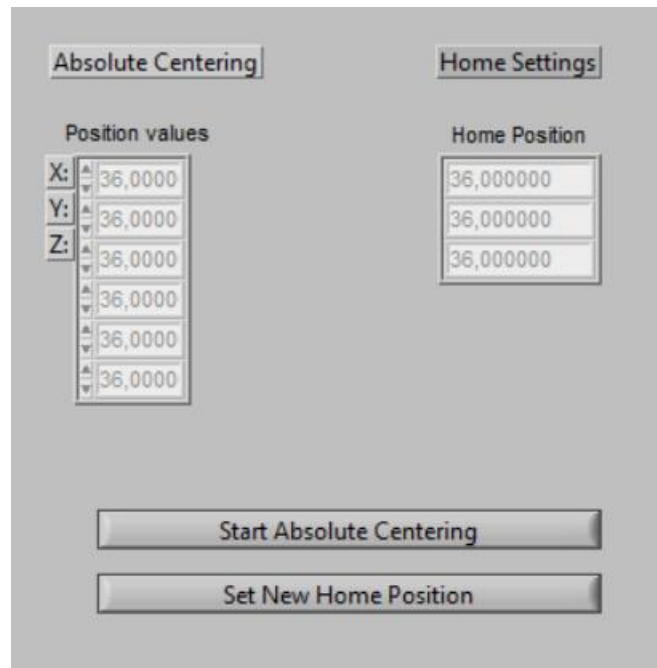 Absolute Centering
Home Settings
Position values
Home Position
X: 36,0000
36,000000
Y: 36,0000
36,000000
Z: 36,0000
36,000000
36,0000
36,0000
36,0000
Start Absolute Centering
Set New Home Position